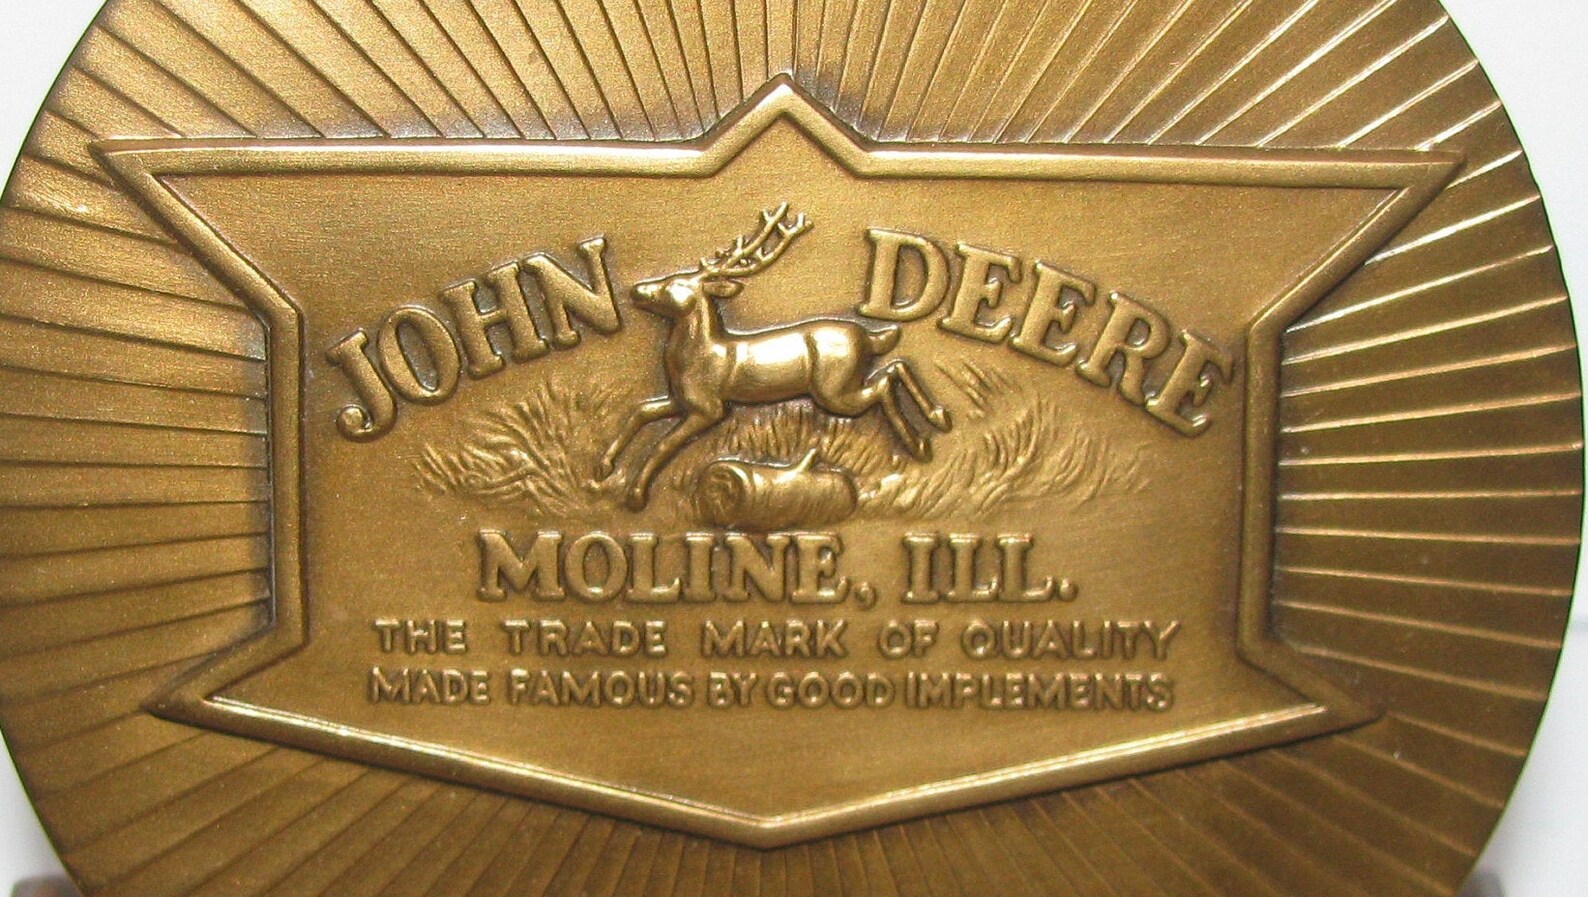 JOHN DEERE
MOLINE, ILL.
THE TRADE MARK OF QUALITY
MADE FAMOUS BY GOOD IMPLEMENTS